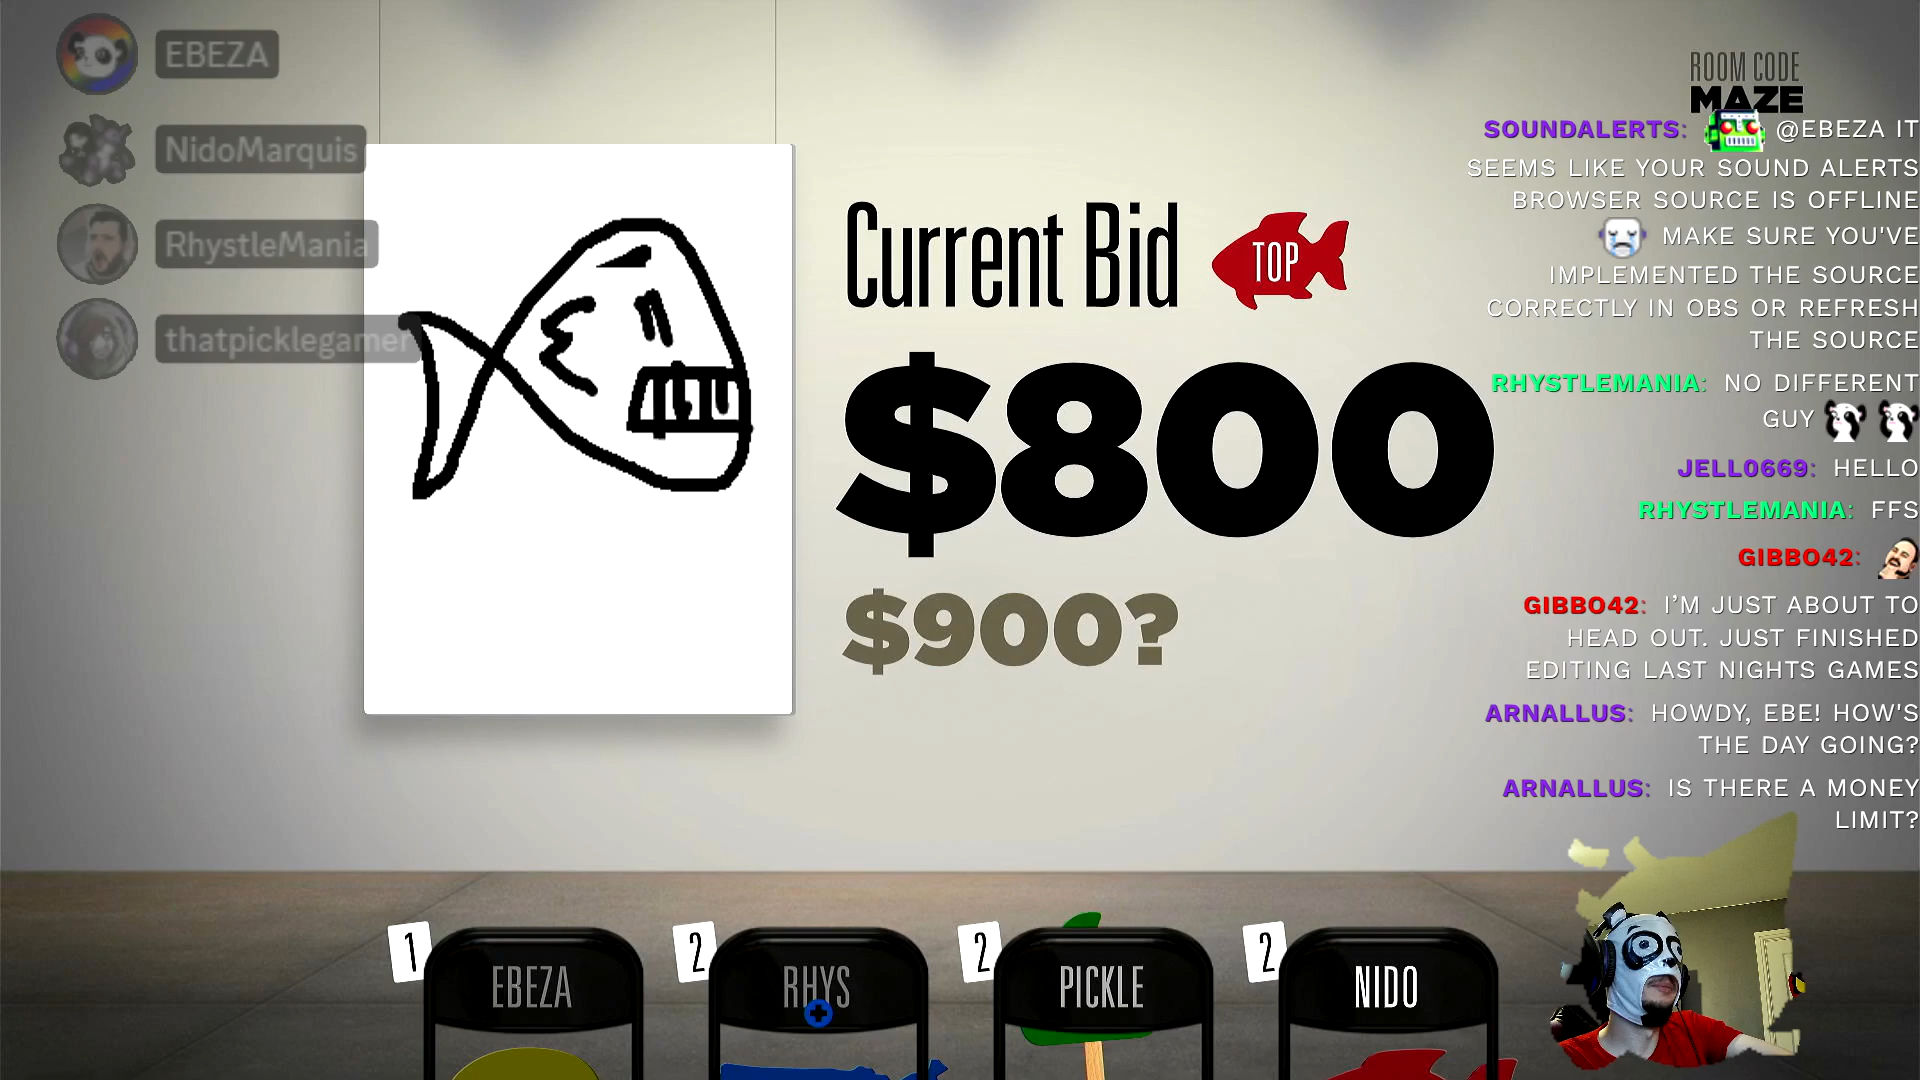 EBEZA
NidoMarquis
RhystleMania
thatpicklegamer
Current Bid
TOP
$800
$900?
ROOM CODE
MAZE
SOUNDALERTS: @EBEZA IT
SEEMS LIKE YOUR SOUND ALERTS
BROWSER SOURCE IS OFFLINE
MAKE SURE YOU'VE
IMPLEMENTED THE SOURCE
CORRECTLY IN OBS OR REFRESH
THE SOURCE
RHYSTLEMANIA: NO DIFFERENT
GUY
JELL0669: HELLO
RHYSTLEMANIA: FFS
GIBBO42:
GIBBO42: I'M JUST ABOUT TO
HEAD OUT. JUST FINISHED
EDITING LAST NIGHTS GAMES
ARNALLUS: HOWDY, EBE! HOW'S
THE DAY GOING?
ARNALLUS: IS THERE A MONEY
LIMIT?
1 EBEZA
2 RHYS
2 PICKLE
2 NIDO